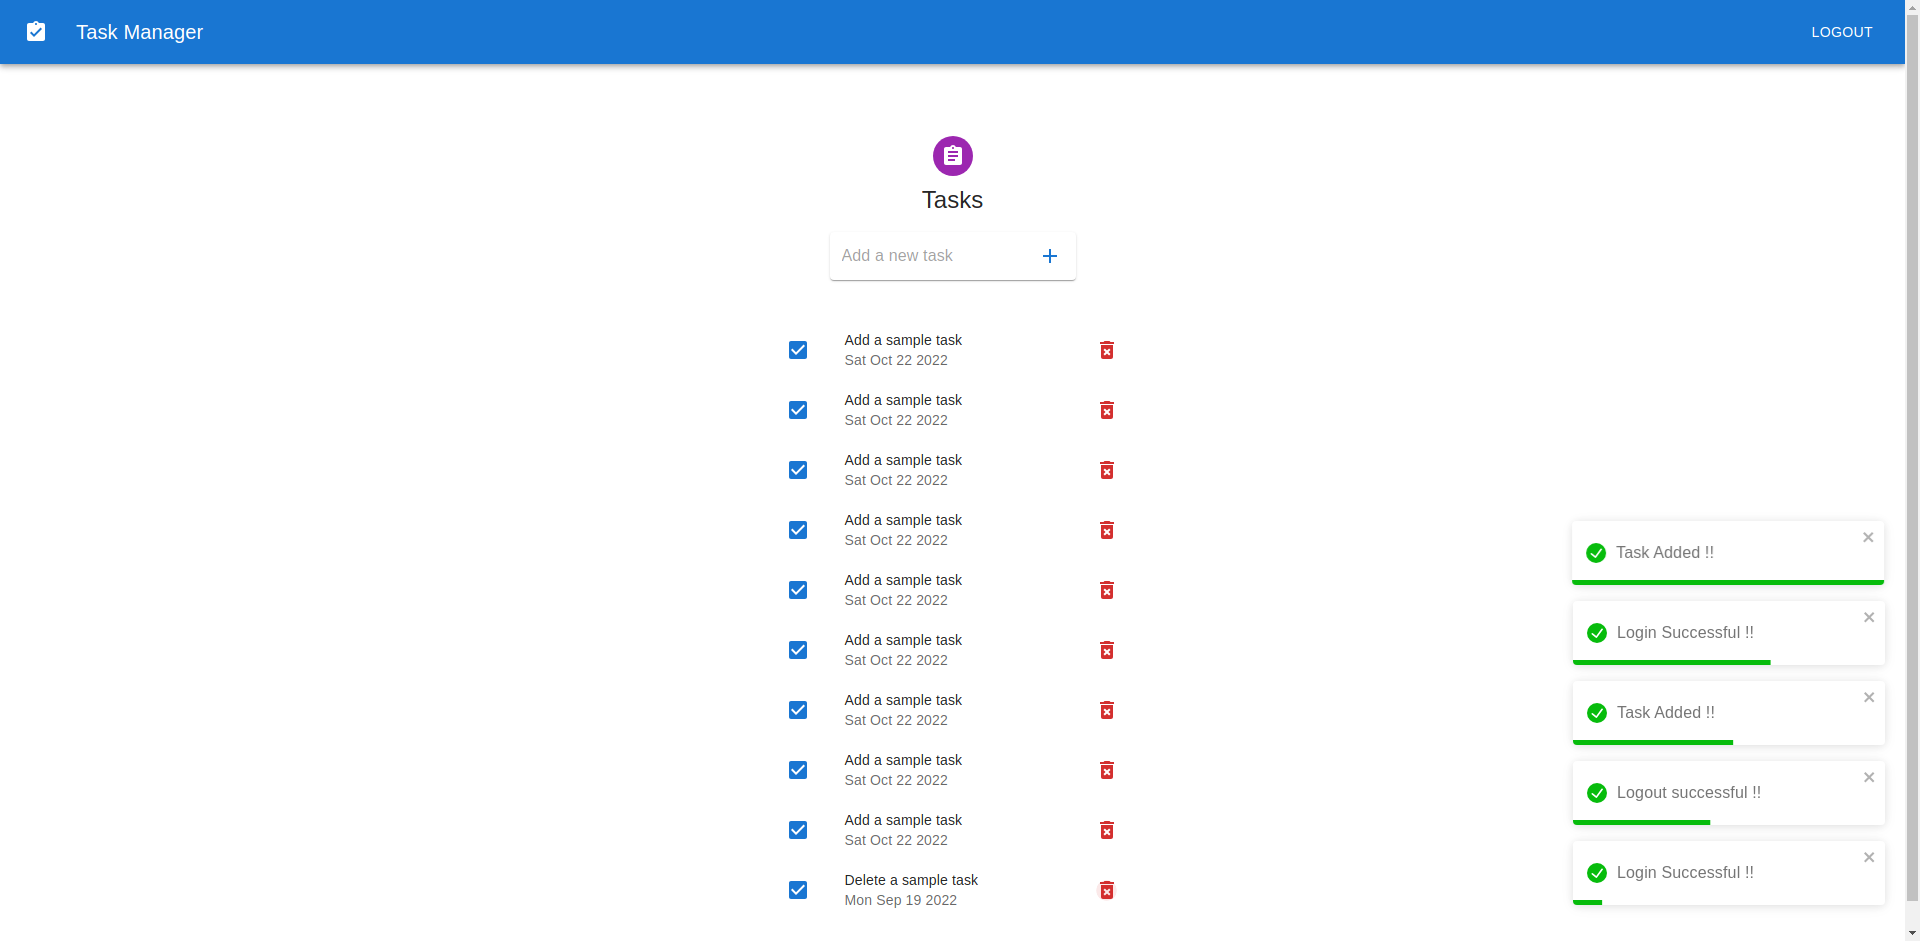 Task Manager
LOGOUT
Tasks
Add a new task
Add a sample task
Sat Oct 22 2022
Add a sample task
Sat Oct 22 2022
Add a sample task
Sat Oct 22 2022
Add a sample task
Sat Oct 22 2022
Add a sample task
Sat Oct 22 2022
Add a sample task
Sat Oct 22 2022
Add a sample task
Sat Oct 22 2022
Add a sample task
Sat Oct 22 2022
Add a sample task
Sat Oct 22 2022
Delete a sample task
Mon Sep 19 2022
Task Added !!
Login Successful !!
Task Added !!
Logout successful !!
Login Successful !!